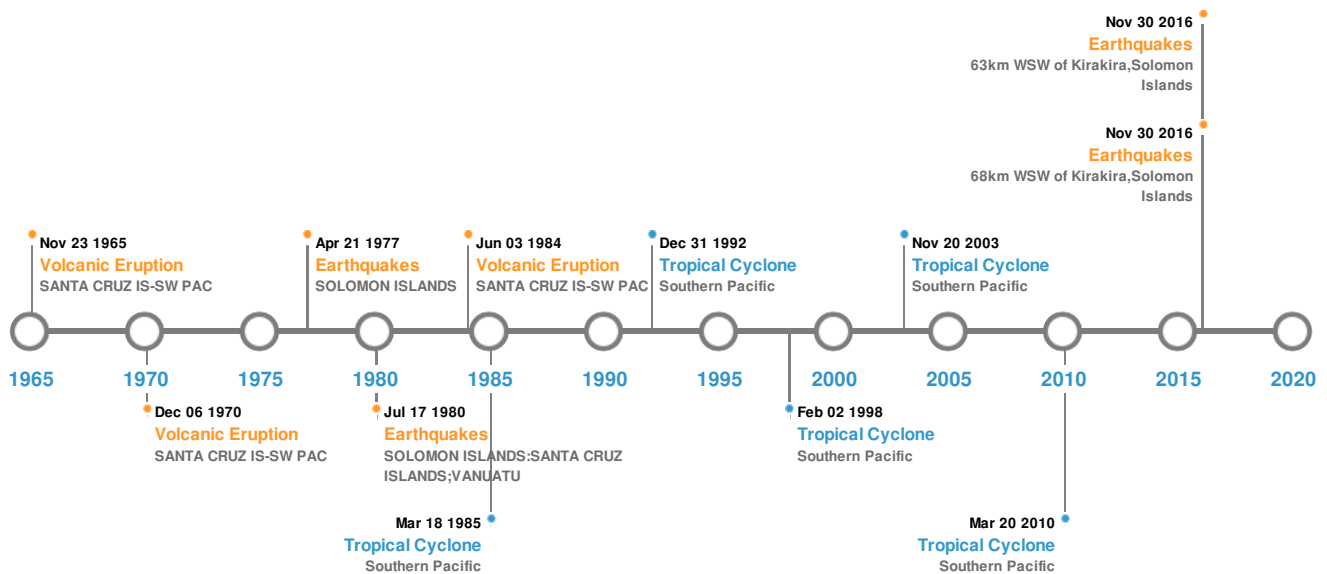 Nov 30 2016
Earthquakes
63km WSW of Kirakira,Solomon
Islands
Nov 30 2016
Earthquakes
68km WSW of Kirakira,Solomon
Islands
Nov 23 1965
Volcanic Eruption
SANTA CRUZ IS-SW PAC
Apr 21 1977
Earthquakes
SOLOMON ISLANDS
Jun 03 1984
Volcanic Eruption
SANTA CRUZ IS-SW PAC
Dec 31 1992
Tropical Cyclone
Southern Pacific
Nov 20 2003
Tropical Cyclone
Southern Pacific
1965 1970 1975 1980 1985 1990 1995 2000 2005 2010 2015 2020
Dec 06 1970
Volcanic Eruption
SANTA CRUZ IS-SW PAC
Jul 17 1980
Earthquakes
SOLOMON ISLANDS:SANTA CRUZ
ISLANDS;VANUATU
Feb 02 1998
Tropical Cyclone
Southern Pacific
Mar 18 1985
Tropical Cyclone
Southern Pacific
Mar 20 2010
Tropical Cyclone
Southern Pacific